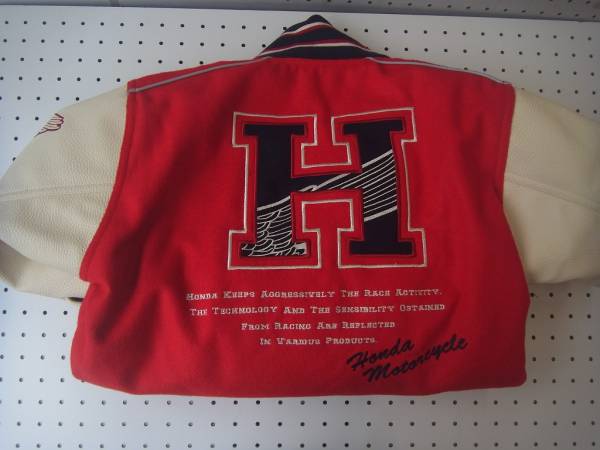 H
Honda Keeps Aggressively The Race Activity.
The Technology And The Sensibility Obtained
From Racing Are Reflected
In Various Products.
Honda
Motorcycle